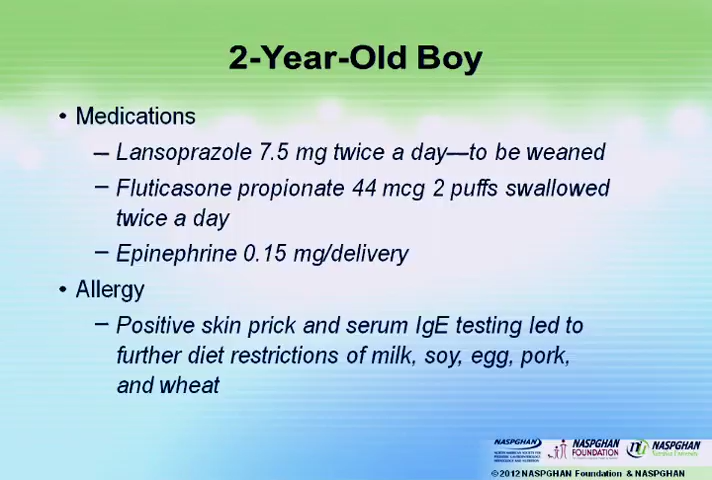 2-Year-Old Boy
• Medications
– Lansoprazole 7.5 mg twice a day—to be weaned
– Fluticasone propionate 44 mcg 2 puffs swallowed
twice a day
– Epinephrine 0.15 mg/delivery
• Allergy
– Positive skin prick and serum IgE testing led to
further diet restrictions of milk, soy, egg, pork,
and wheat
NASPGHAN
NASPGHAN
FOUNDATION
NASPGHAN
©2012 NASPGHAN Foundation & NASPGHAN